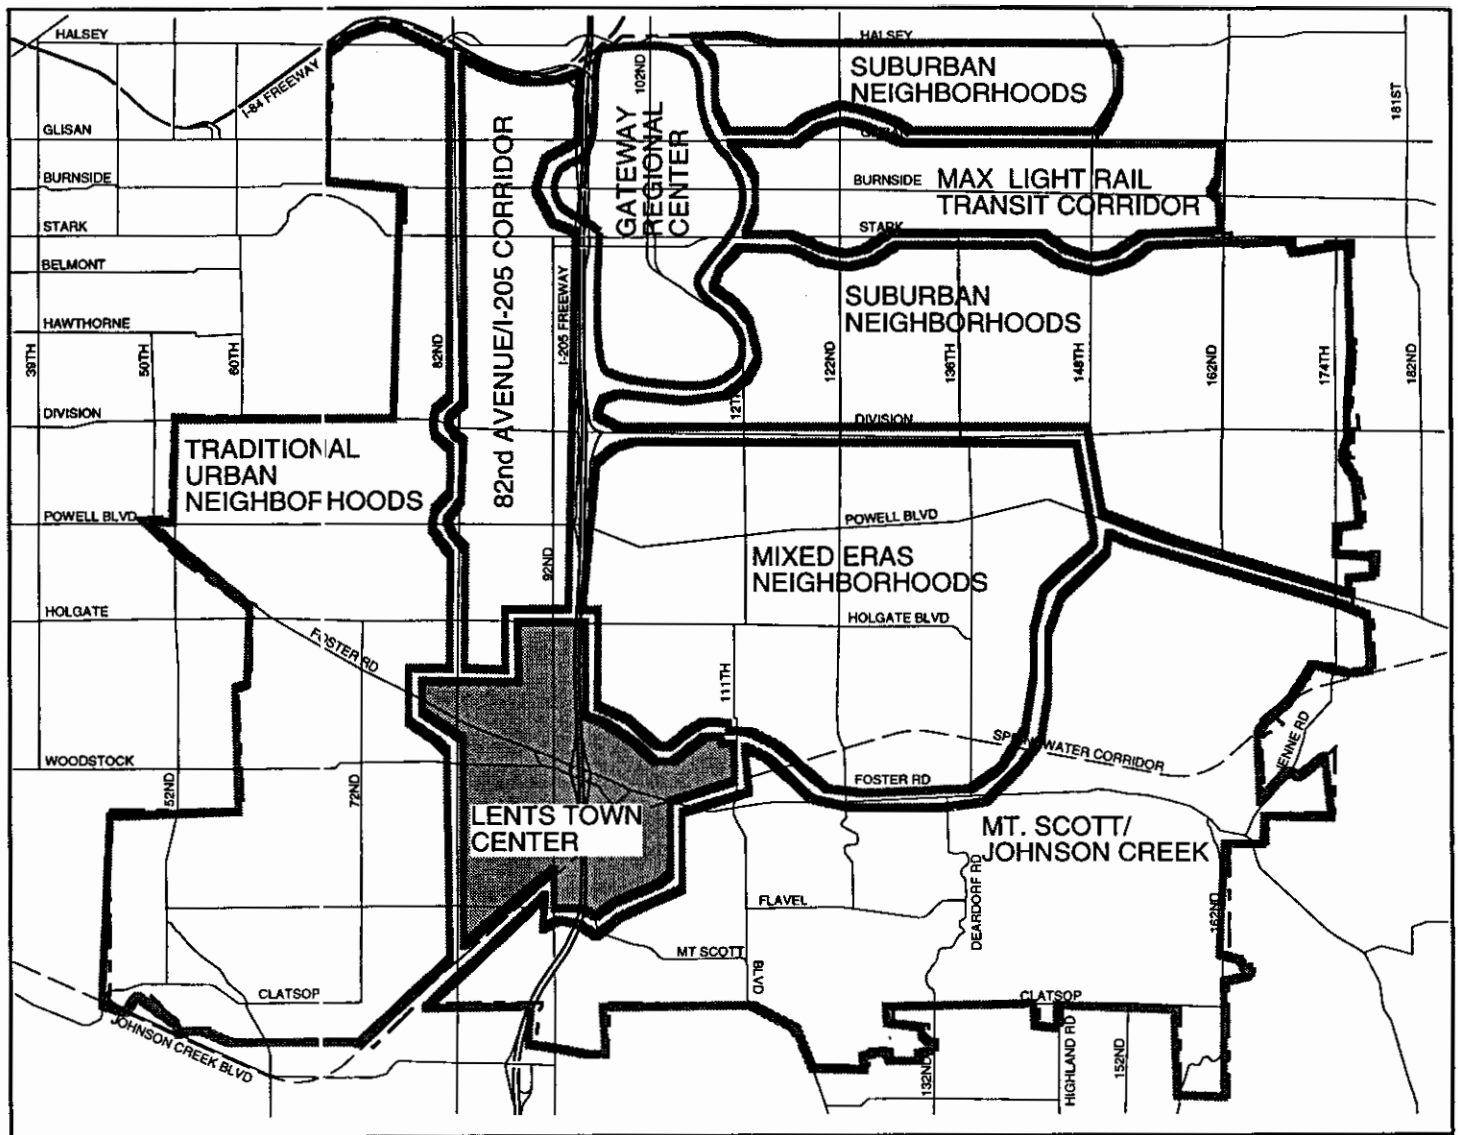 HALSEY
HALSEY
SUBURBAN
NEIGHBORHOODS
I-84 FREEWAY
102ND
181ST
GLISAN
82nd AVENUE/I-205 CORRIDOR
GATEWAY
REGIONAL
CENTER
BURNSIDE
BURNSIDE
MAX LIGHT RAIL
TRANSIT CORRIDOR
STARK
STARK
BELMONT
SUBURBAN
NEIGHBORHOODS
HAWTHORNE
I-205 FREEWAY
39TH
50TH
60TH
82ND
122ND
136TH
148TH
162ND
174TH
182ND
DIVISION
DIVISION
TRADITIONAL
URBAN
NEIGHBORHOODS
POWELL BLVD
POWELL BLVD
92ND
MIXED ERAS
NEIGHBORHOODS
HOLGATE
HOLGATE BLVD
FOSTER RD
111TH
SPRINGWATER CORRIDOR
JENNE RD
WOODSTOCK
52ND
72ND
FOSTER RD
LENTS TOWN
CENTER
MT. SCOTT/
JOHNSON CREEK
DEARDORF RD
FLAVEL
162ND
MT SCOTT
BLVD
CLATSOP
CLATSOP
JOHNSON CREEK BLVD
132ND
HIGHLAND RD
152ND